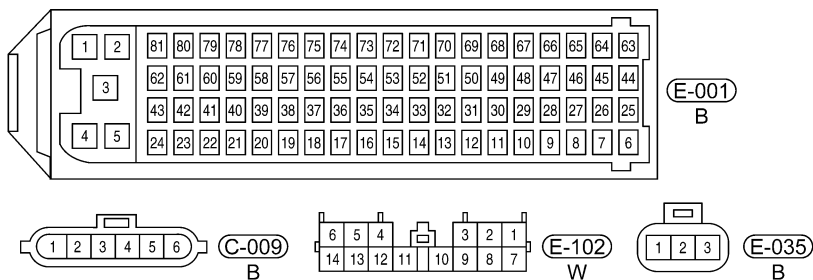 1 2 81 80 79 78 77 76 75 74 73 72 71 70 69 68 67 66 65 64 63
3 62 61 60 59 58 57 56 55 54 53 52 51 50 49 48 47 46 45 44
43 42 41 40 39 38 37 36 35 34 33 32 31 30 29 28 27 26 25
4 5 24 23 22 21 20 19 18 17 16 15 14 13 12 11 10 9 8 7 6
E-001
B
1 2 3 4 5 6
C-009
B
6 5 4 3 2 1
14 13 12 11 10 9 8 7
E-102
W
1 2 3
E-035
B